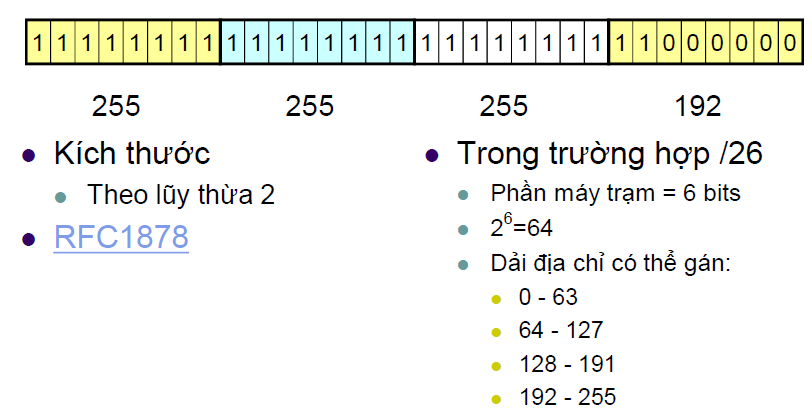 1 1 1 1 1 1 1 1 1 1 1 1 1 1 1 1 1 1 1 1 1 1 1 1 1 1 0 0 0 0 0 0
255 255 255 192
Kích thước
Theo lũy thừa 2
RFC1878
Trong trường hợp /26
Phần máy trạm = 6 bits
2⁶=64
Dải địa chỉ có thể gán:
0 - 63
64 - 127
128 - 191
192 - 255